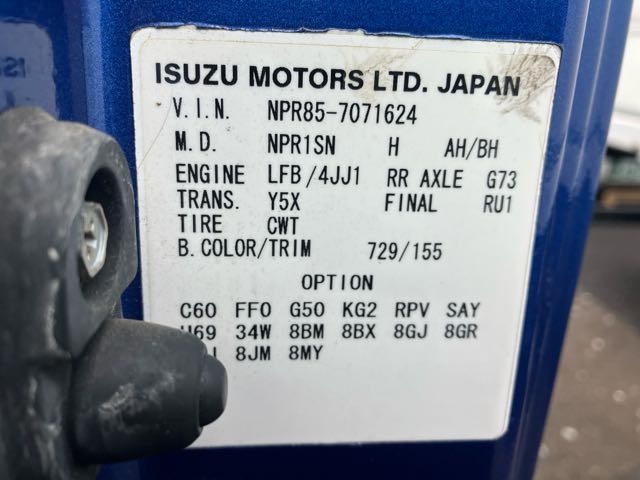 ISUZU MOTORS LTD. JAPAN
V.I.N. NPR85-7071624
M.D. NPR1SN H AH/BH
ENGINE LFB/4JJ1 RR AXLE G73
TRANS. Y5X FINAL RU1
TIRE CWT
B.COLOR/TRIM 729/155
OPTION
C60 FF0 G50 KG2 RPV SAY
34W 8BM 8BX 8GJ 8GR
8JM 8MY